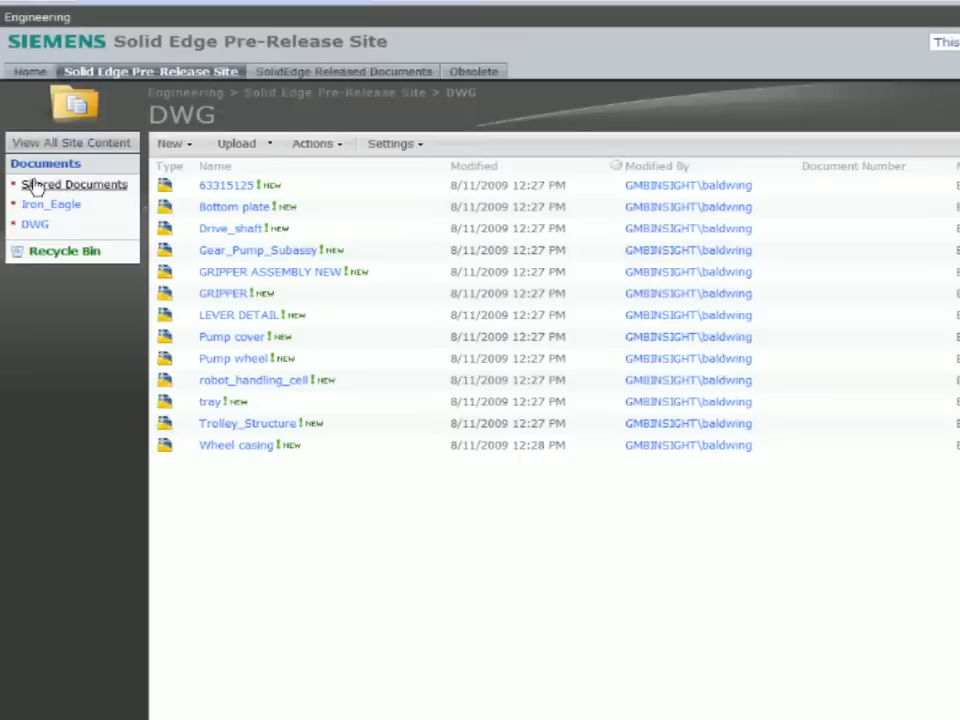 Engineering
SIEMENS Solid Edge Pre-Release Site
This
Home Solid Edge Pre-Release Site SolidEdge Released Documents Obsolete
Engineering > Solid Edge Pre-Release Site > DWG
DWG
View All Site Content
New Upload Actions Settings
Documents
Type Name Modified Modified By Document Number
Shared Documents
63315125 ! NEW 8/11/2009 12:27 PM GMBINSIGHT\baldwing
Iron_Eagle
Bottom plate ! NEW 8/11/2009 12:27 PM GMBINSIGHT\baldwing
DWG
Drive_shaft ! NEW 8/11/2009 12:27 PM GMBINSIGHT\baldwing
Recycle Bin
Gear_Pump_Subassy ! NEW 8/11/2009 12:27 PM GMBINSIGHT\baldwing
GRIPPER ASSEMBLY NEW ! NEW 8/11/2009 12:27 PM GMBINSIGHT\baldwing
GRIPPER ! NEW 8/11/2009 12:27 PM GMBINSIGHT\baldwing
LEVER DETAIL ! NEW 8/11/2009 12:27 PM GMBINSIGHT\baldwing
Pump cover ! NEW 8/11/2009 12:27 PM GMBINSIGHT\baldwing
Pump wheel ! NEW 8/11/2009 12:27 PM GMBINSIGHT\baldwing
robot_handling_cell ! NEW 8/11/2009 12:27 PM GMBINSIGHT\baldwing
tray ! NEW 8/11/2009 12:27 PM GMBINSIGHT\baldwing
Trolley_Structure ! NEW 8/11/2009 12:27 PM GMBINSIGHT\baldwing
Wheel casing ! NEW 8/11/2009 12:28 PM GMBINSIGHT\baldwing